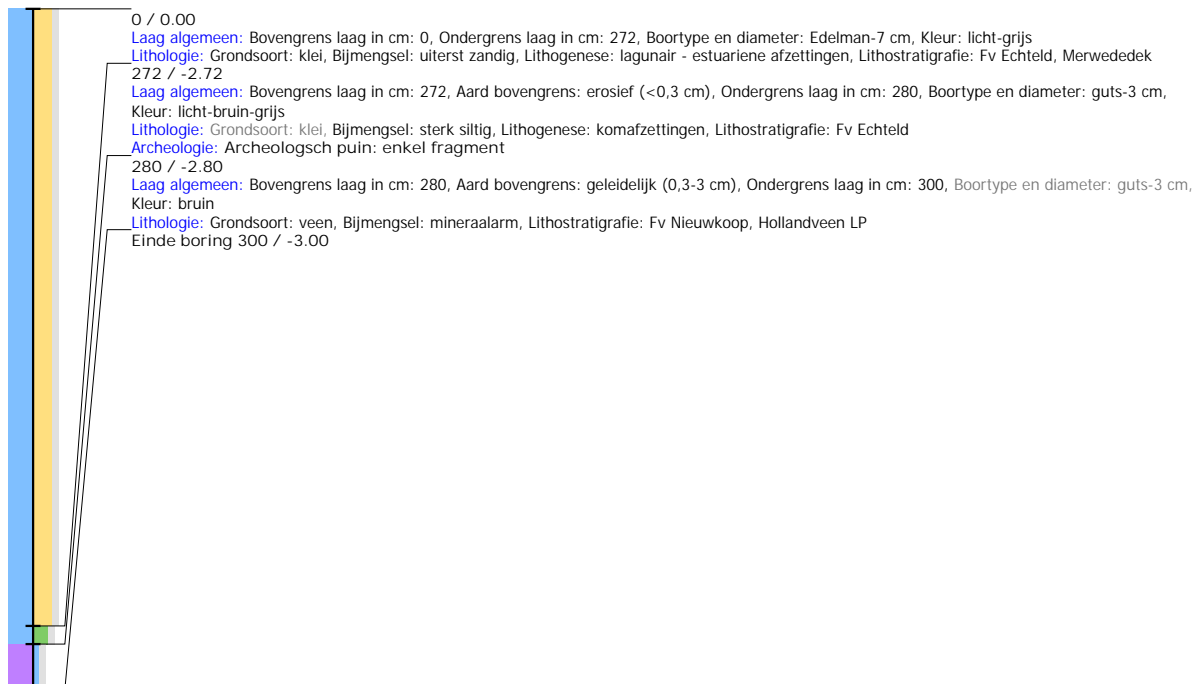 0 / 0.00
Laag algemeen: Bovengrens laag in cm: 0, Ondergrens laag in cm: 272, Boortype en diameter: Edelman-7 cm, Kleur: licht-grijs
Lithologie: Grondsoort: klei, Bijmengsel: uiterst zandig, Lithogenese: lagunair - estuariene afzettingen, Lithostratigrafie: Fv Echteld, Merwededek
272 / -2.72
Laag algemeen: Bovengrens laag in cm: 272, Aard bovengrens: erosief (<0,3 cm), Ondergrens laag in cm: 280, Boortype en diameter: guts-3 cm,
Kleur: licht-bruin-grijs
Lithologie: Grondsoort: klei, Bijmengsel: sterk siltig, Lithogenese: komafzettingen, Lithostratigrafie: Fv Echteld
Archeologie: Archeologsch puin: enkel fragment
280 / -2.80
Laag algemeen: Bovengrens laag in cm: 280, Aard bovengrens: geleidelijk (0,3-3 cm), Ondergrens laag in cm: 300, Boortype en diameter: guts-3 cm,
Kleur: bruin
Lithologie: Grondsoort: veen, Bijmengsel: mineraalarm, Lithostratigrafie: Fv Nieuwkoop, Hollandveen LP
Einde boring 300 / -3.00